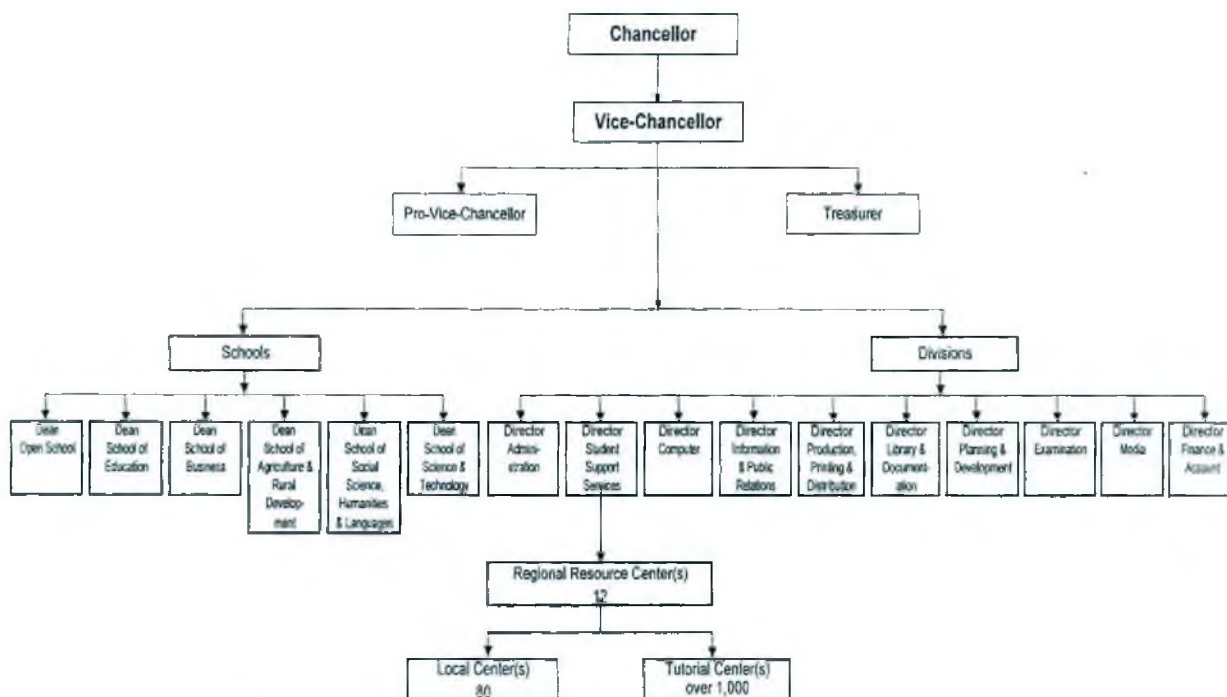 Chancellor
Vice-Chancellor
Pro-Vice-Chancellor
Treasurer
Schools
Divisions
Dean
Open School
Dean
School of
Education
Dean
School of
Business
Dean
School of
Agriculture &
Rural
Develop-
ment
Dean
School of
Social
Science,
Humanities
& Languages
Dean
School of
Science &
Technology
Director
Admini-
stration
Director
Student
Support
Services
Director
Computer
Director
Information
& Public
Relations
Director
Production,
Printing &
Distribution
Director
Library &
Document-
ation
Director
Planning &
Development
Director
Examination
Director
Media
Director
Finance &
Account
Regional Resource Center(s)
12
Local Center(s)
80
Tutorial Center(s)
over 1,000